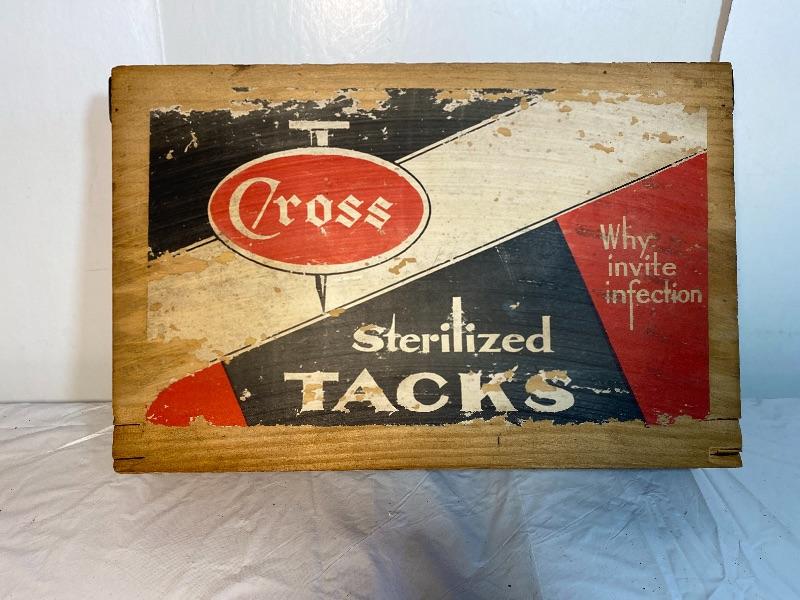 Cross
Why
invite
infection
Sterilized
TACKS